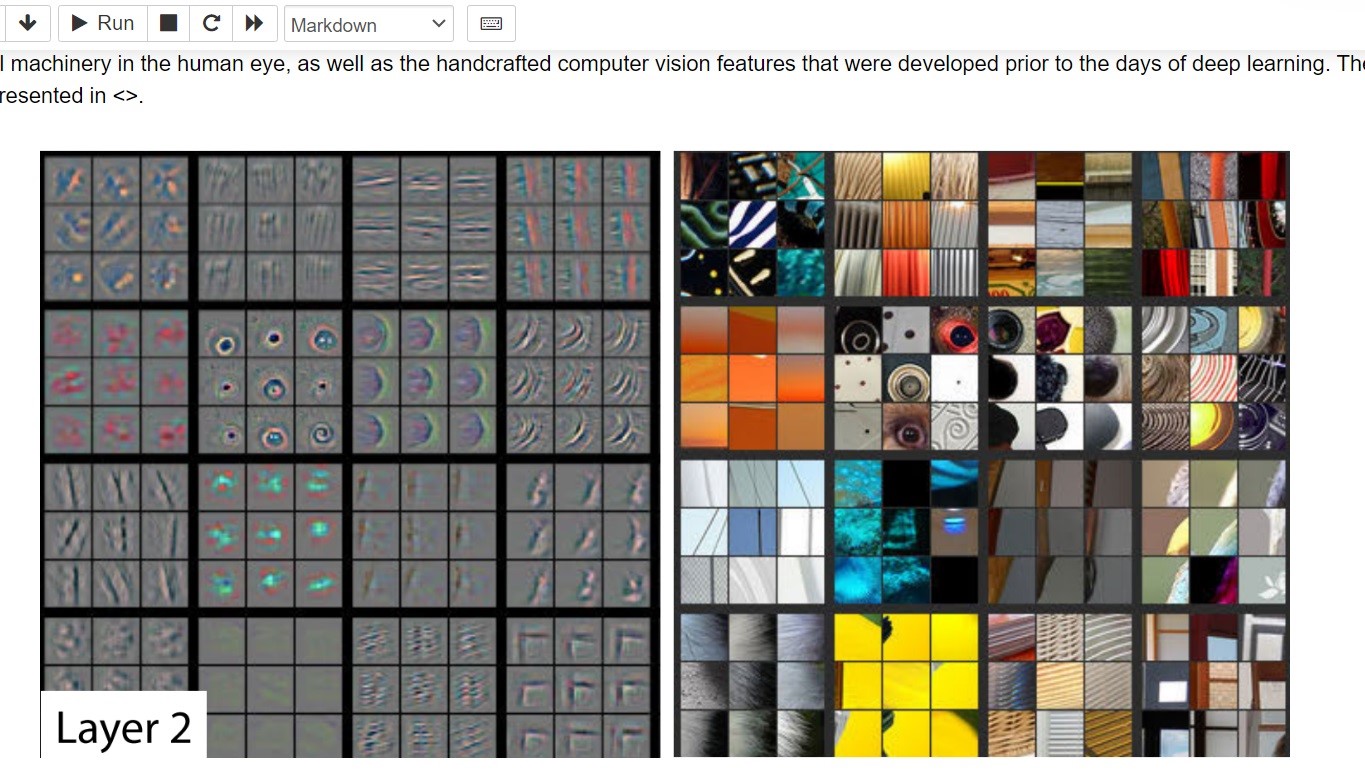 Run
Markdown
machinery in the human eye, as well as the handcrafted computer vision features that were developed prior to the days of deep learning. The
resented in <>.
Layer 2